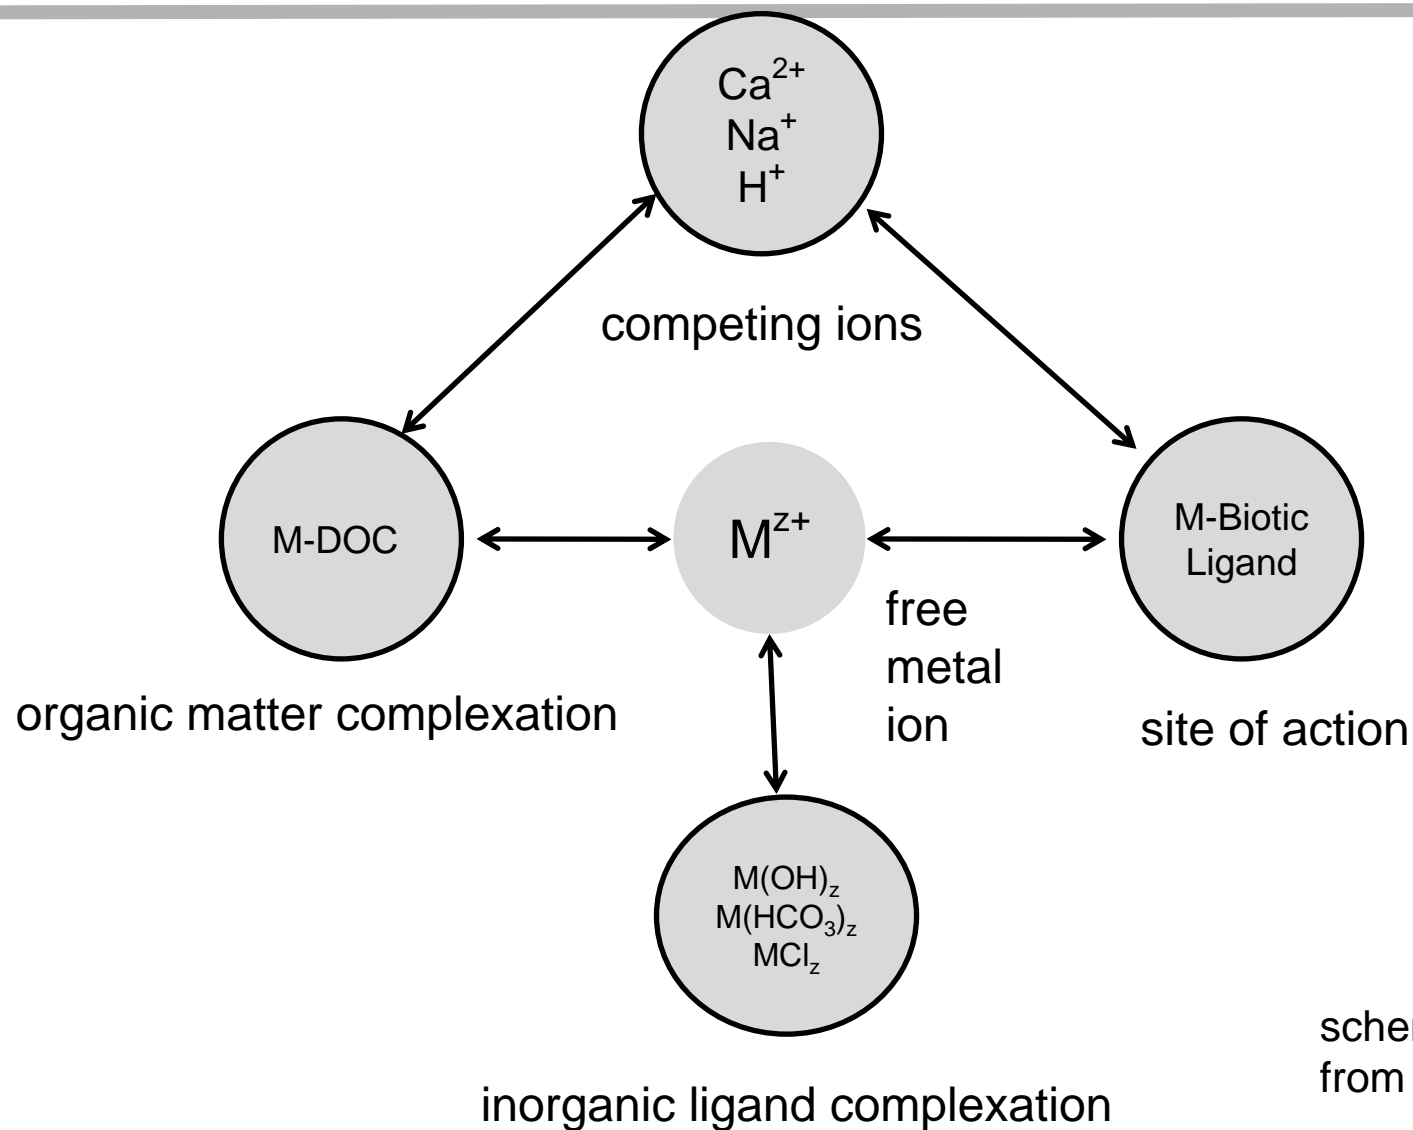 Ca²⁺
Na⁺
H⁺
competing ions
M-DOC
M^z+
M-Biotic
Ligand
free
metal
ion
organic matter complexation
site of action
M(OH)z
M(HCO₃)z
MClz
from
inorganic ligand complexation